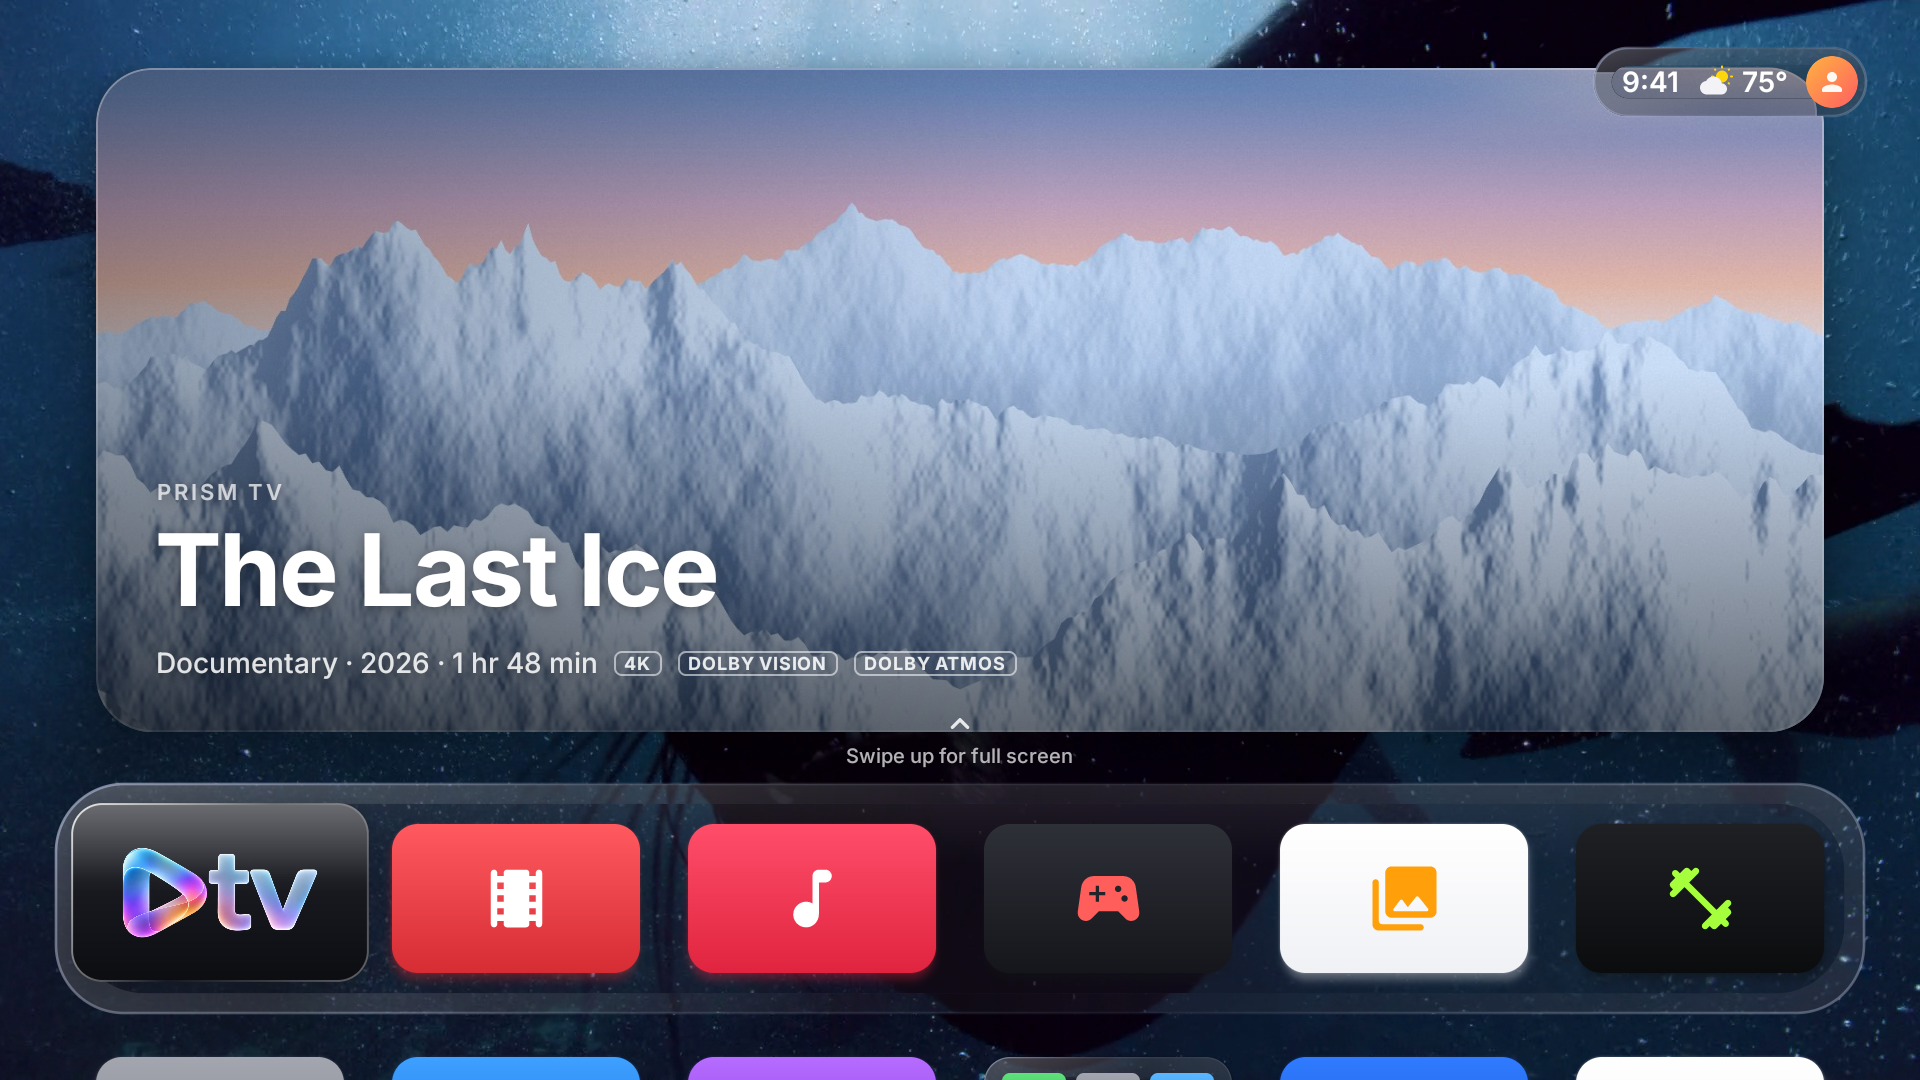 9:41 75°
PRISM TV
The Last Ice
Documentary · 2026 · 1 hr 48 min 4K DOLBY VISION DOLBY ATMOS
Swipe up for full screen
tv